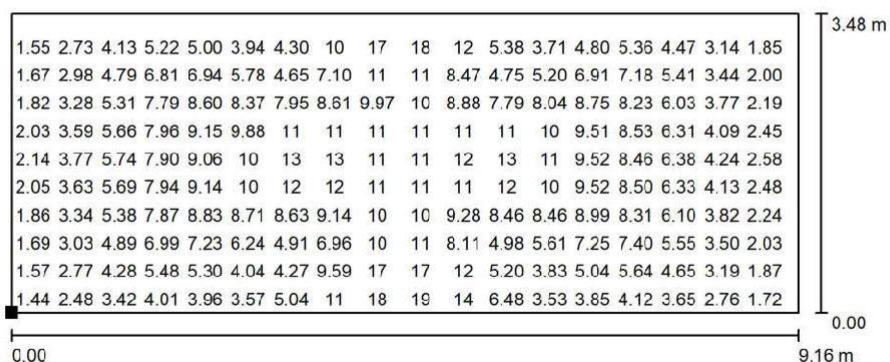 3.48 m
1.55 2.73 4.13 5.22 5.00 3.94 4.30 10 17 18 12 5.38 3.71 4.80 5.36 4.47 3.14 1.85
1.67 2.98 4.79 6.81 6.94 5.78 4.65 7.10 11 11 8.47 4.75 5.20 6.91 7.18 5.41 3.44 2.00
1.82 3.28 5.31 7.79 8.60 8.37 7.95 8.61 9.97 10 8.88 7.79 8.04 8.75 8.23 6.03 3.77 2.19
2.03 3.59 5.66 7.96 9.15 9.88 11 11 11 11 11 11 10 9.51 8.53 6.31 4.09 2.45
2.14 3.77 5.74 7.90 9.06 10 13 13 11 11 12 13 11 9.52 8.46 6.38 4.24 2.58
2.05 3.63 5.69 7.94 9.14 10 12 12 11 11 11 12 10 9.52 8.50 6.33 4.13 2.48
1.86 3.34 5.38 7.87 8.83 8.71 8.63 9.14 10 10 9.28 8.46 8.46 8.99 8.31 6.10 3.82 2.24
1.69 3.03 4.89 6.99 7.23 6.24 4.91 6.96 10 11 8.11 4.98 5.61 7.25 7.40 5.55 3.50 2.03
1.57 2.77 4.28 5.48 5.30 4.04 4.27 9.59 17 17 12 5.20 3.83 5.04 5.64 4.65 3.19 1.87
1.44 2.48 3.42 4.01 3.96 3.57 5.04 11 18 19 14 6.48 3.53 3.85 4.12 3.65 2.76 1.72
0.00
0.00 9.16 m